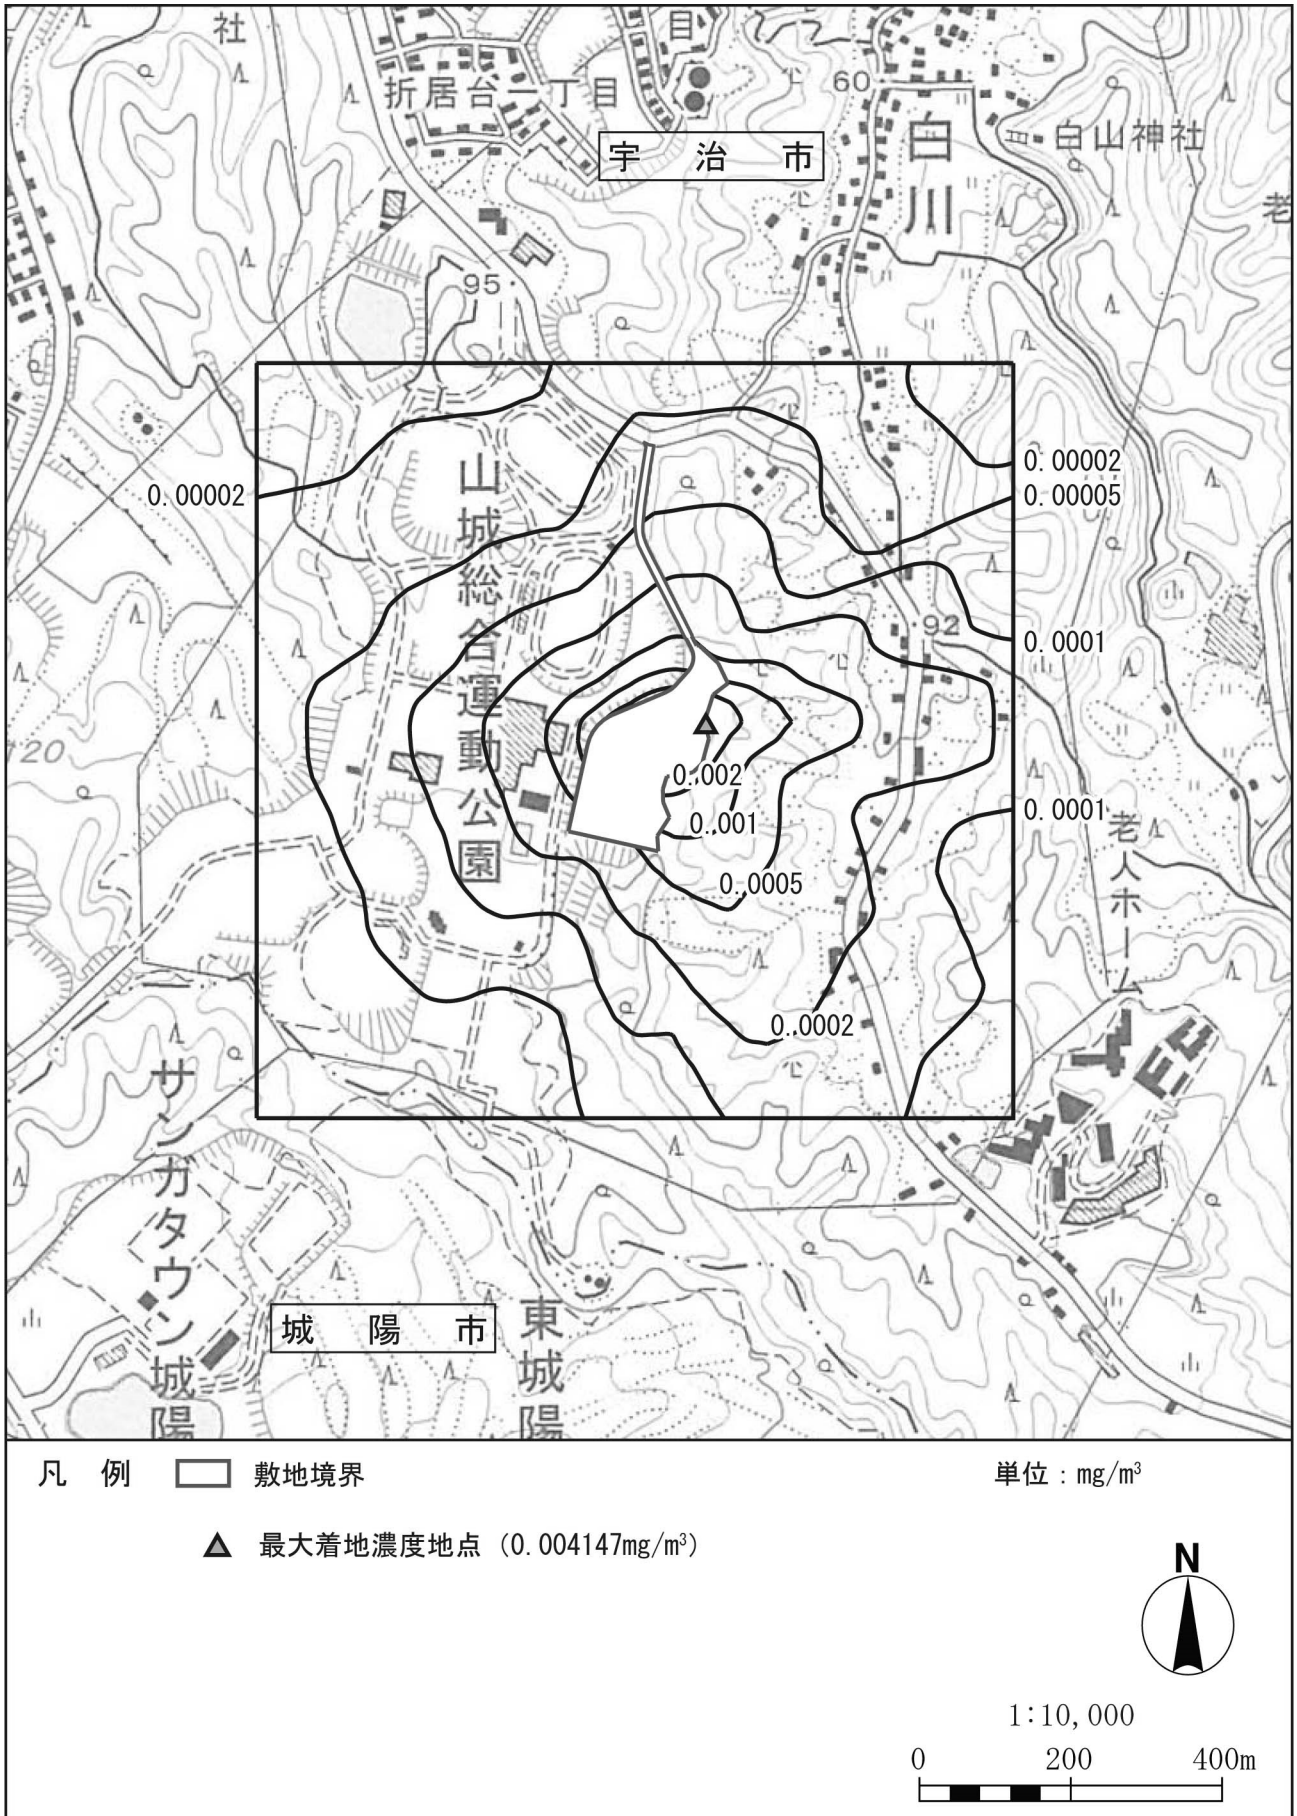 社
目
折居台一丁目
60
宇治市
白川
白山神社
老
95
0.00002
0.00002
0.00005
山城総合運動公園
92
0.0001
120
0.002
0.001
0.0001
老人ホーム
0.0005
0.0002
サンガタウン城陽
城陽市
東城陽
凡例
敷地境界
単位：mg/m³
最大着地濃度地点（0.004147mg/m³）
N
1:10,000
0 200 400m